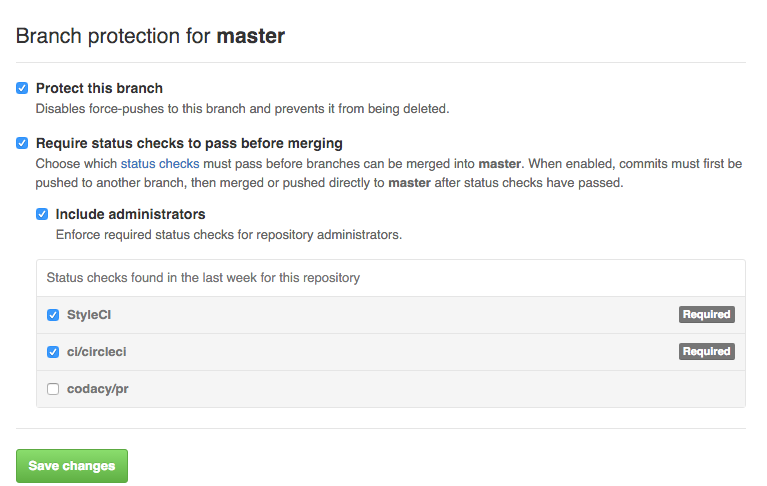 Branch protection for master
Protect this branch
Disables force-pushes to this branch and prevents it from being deleted.
Require status checks to pass before merging
Choose which status checks must pass before branches can be merged into master. When enabled, commits must first be
pushed to another branch, then merged or pushed directly to master after status checks have passed.
Include administrators
Enforce required status checks for repository administrators.
Status checks found in the last week for this repository
StyleCI Required
ci/circleci Required
codacy/pr
Save changes